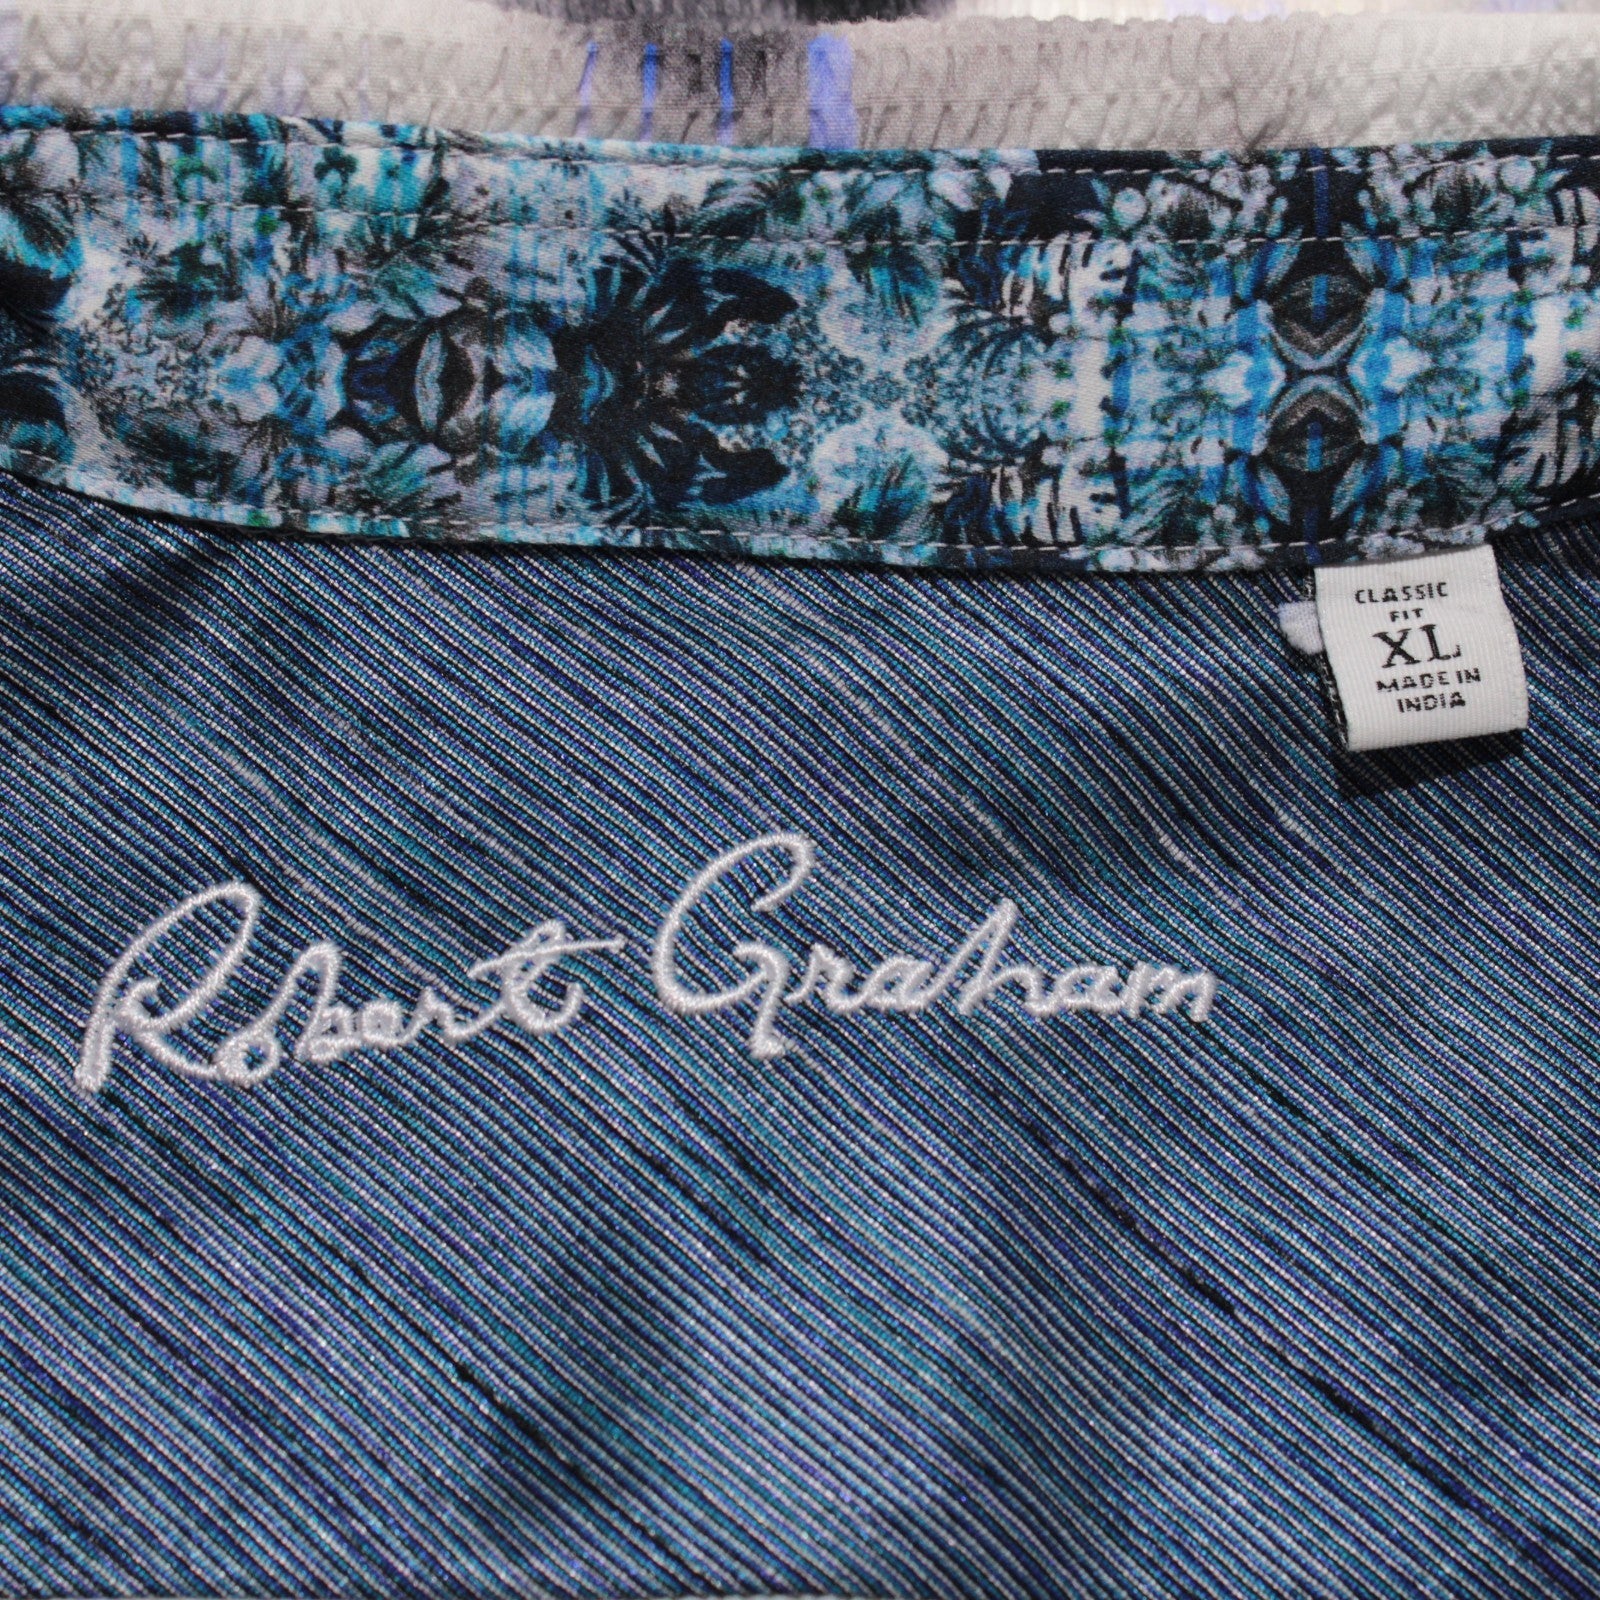 CLASSIC
FIT
XL
MADE IN
INDIA
Robert Graham